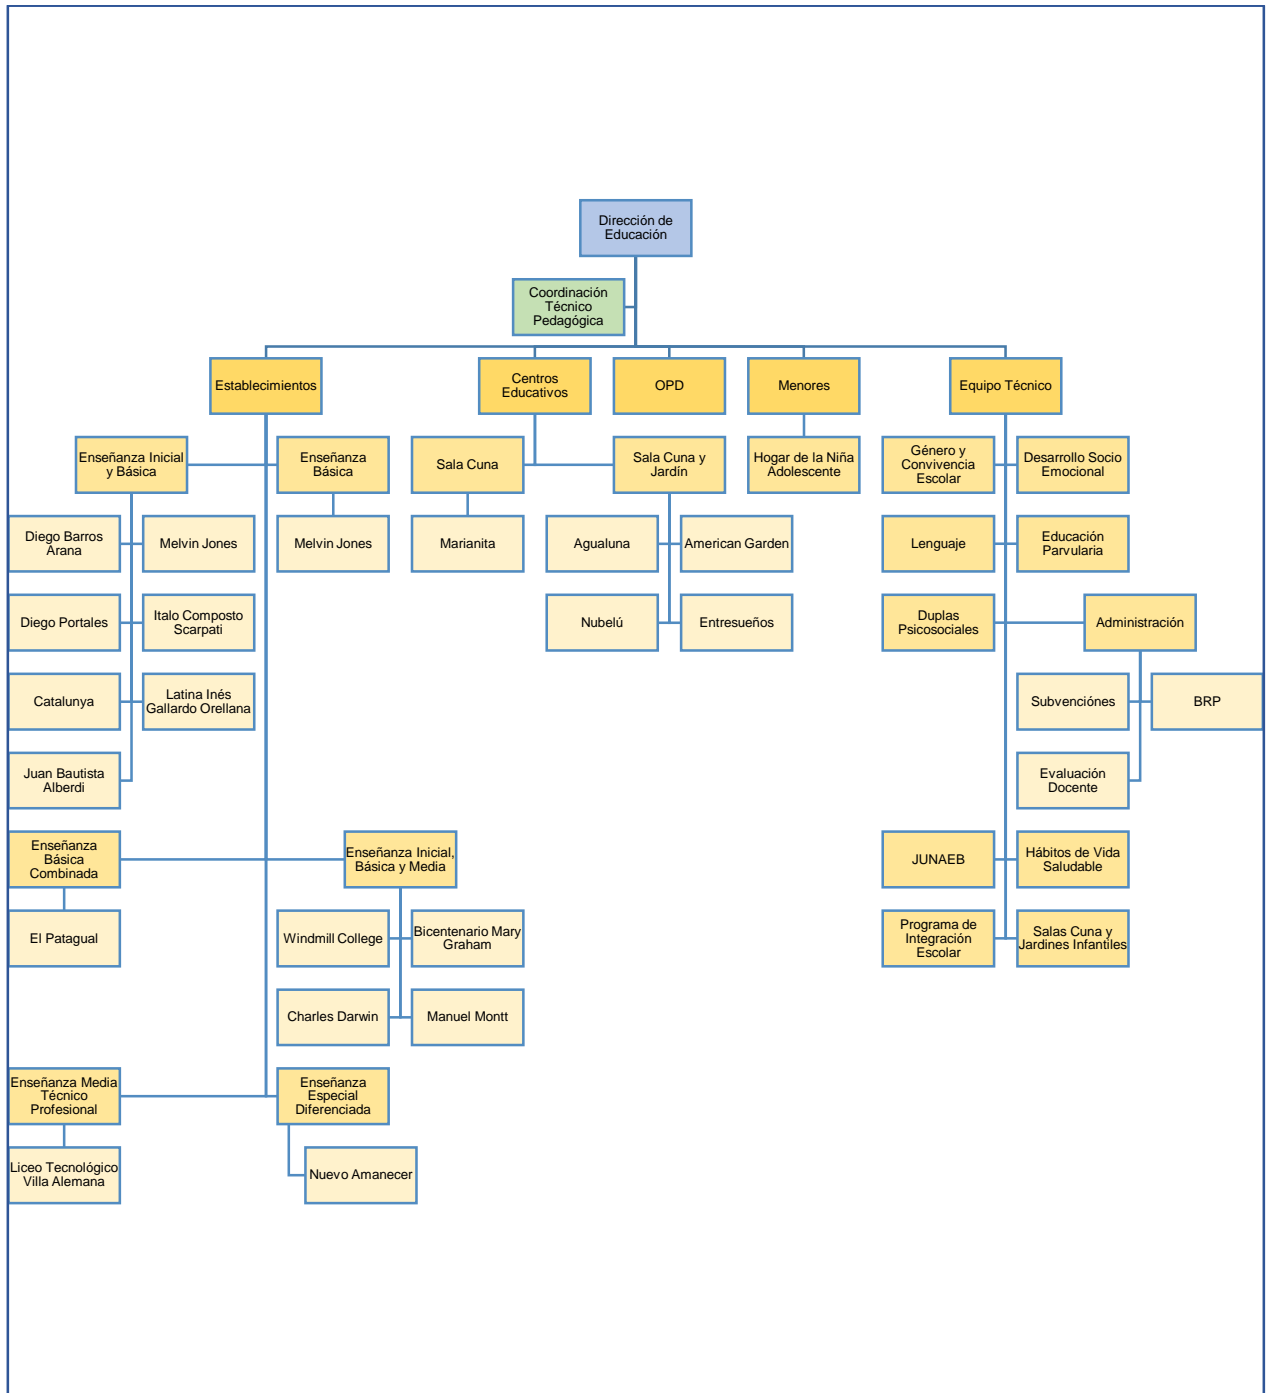 Dirección de
Educación
Coordinación
Técnico
Pedagógica
Establecimientos
Centros
Educativos
OPD
Menores
Equipo Técnico
Enseñanza Inicial
y Básica
Enseñanza
Básica
Sala Cuna
Sala Cuna y
Jardín
Hogar de la Niña
Adolescente
Género y
Convivencia
Escolar
Desarrollo Socio
Emocional
Diego Barros
Arana
Melvin Jones
Melvin Jones
Marianita
Agualuna
American Garden
Lenguaje
Educación
Parvularia
Diego Portales
Italo Composto
Scarpati
Nubelú
Entresueños
Duplas
Psicosociales
Administración
Catalunya
Latina Inés
Gallardo Orellana
Subvenciónes
BRP
Juan Bautista
Alberdi
Evaluación
Docente
Enseñanza
Básica
Combinada
Enseñanza Inicial,
Básica y Media
JUNAEB
Hábitos de Vida
Saludable
El Patagual
Windmill College
Bicentenario Mary
Graham
Programa de
Integración
Escolar
Salas Cuna y
Jardines Infantiles
Charles Darwin
Manuel Montt
Enseñanza Media
Técnico
Profesional
Enseñanza
Especial
Diferenciada
Liceo Tecnológico
Villa Alemana
Nuevo Amanecer